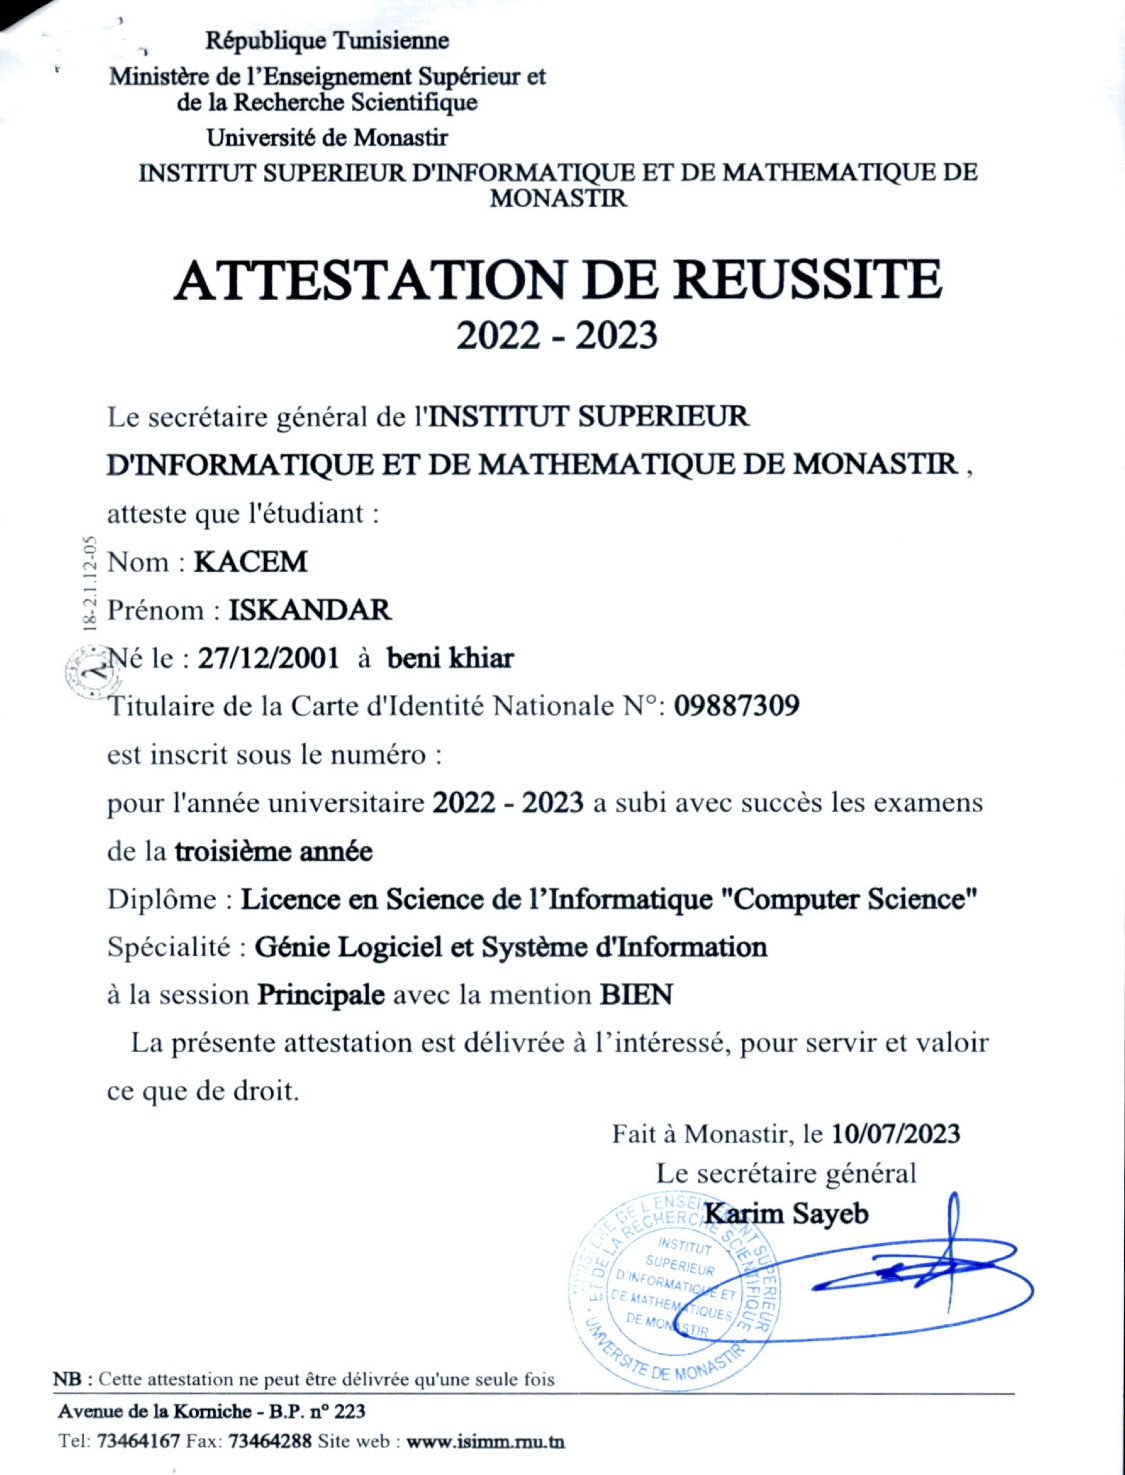 République Tunisienne
Ministère de l'Enseignement Supérieur et
de la Recherche Scientifique
Université de Monastir
INSTITUT SUPERIEUR D'INFORMATIQUE ET DE MATHEMATIQUE DE
MONASTIR
ATTESTATION DE REUSSITE
2022 - 2023
Le secrétaire général de l'INSTITUT SUPERIEUR
D'INFORMATIQUE ET DE MATHEMATIQUE DE MONASTIR ,
atteste que l'étudiant :
Nom : KACEM
Prénom : ISKANDAR
Né le : 27/12/2001 à beni khiar
Titulaire de la Carte d'Identité Nationale N°: 09887309
est inscrit sous le numéro :
pour l'année universitaire 2022 - 2023 a subi avec succès les examens
de la troisième année
Diplôme : Licence en Science de l'Informatique "Computer Science"
Spécialité : Génie Logiciel et Système d'Information
à la session Principale avec la mention BIEN
La présente attestation est délivrée à l'intéressé, pour servir et valoir
ce que de droit.
18-2.1.12-05
Fait à Monastir, le 10/07/2023
Le secrétaire général
Karim Sayeb
MINISTERE DE L'ENSEIGNEMENT SUPERIEUR
ET DE LA RECHERCHE SCIENTIFIQUE
INSTITUT
SUPERIEUR
D'INFORMATIQUE ET
DE MATHEMATIQUES
DE MONASTIR
UNIVERSITE DE MONASTIR
NB : Cette attestation ne peut être délivrée qu'une seule fois
Avenue de la Korniche - B.P. n° 223
Tel: 73464167 Fax: 73464288 Site web : www.isimm.rnu.tn